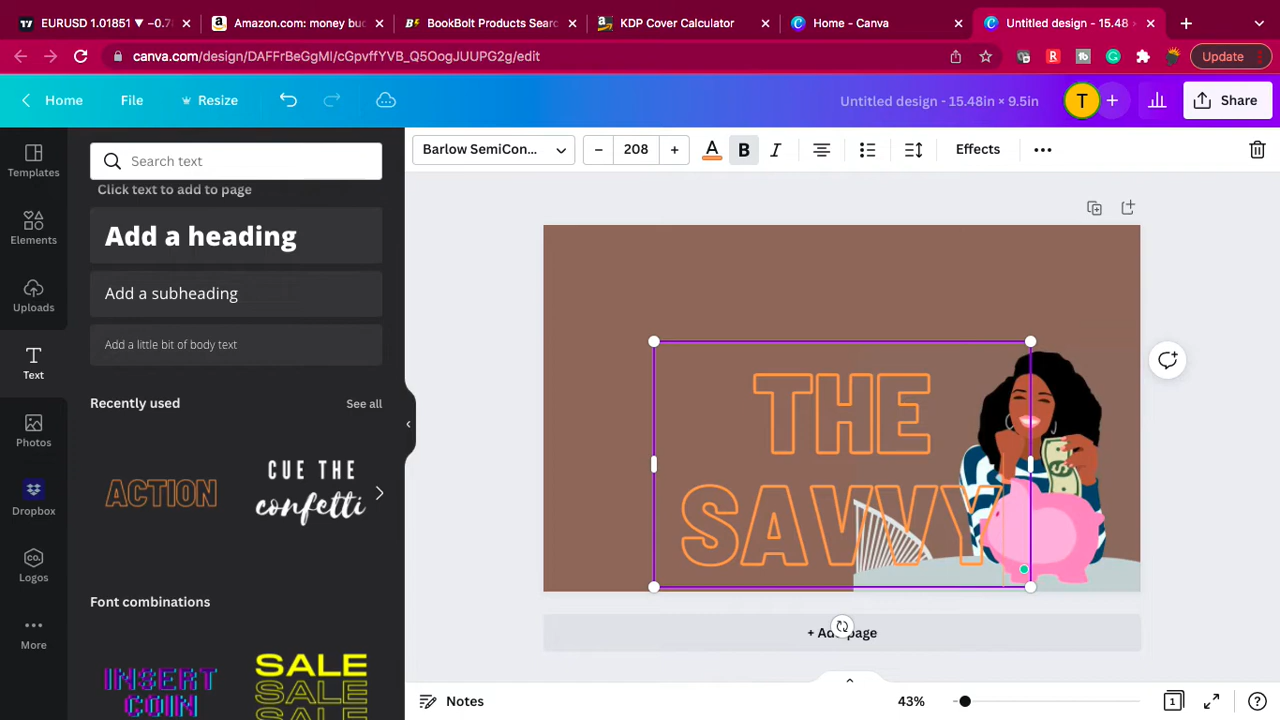 EURUSD 1.01851 ▼ −0.7
Amazon.com: money bu
BookBolt Products Sear
KDP Cover Calculator
Home - Canva
Untitled design - 15.48
canva.com/design/DAFFrBeGgMI/cGpvffYVB_Q5OogJUUPG2g/edit
Update
Home
File
Resize
Untitled design - 15.48in × 9.5in
T
Share
Templates
Elements
Uploads
Text
Photos
Dropbox
Logos
More
Search text
Click text to add to page
Add a heading
Add a subheading
Add a little bit of body text
Recently used
See all
ACTION
CUE THE
confetti
Font combinations
INSERT
COIN
SALE
SALE
SALE
Barlow SemiCon...
208
A
B
I
Effects
THE
SAVVY
$
+ Add page
Notes
43%
1